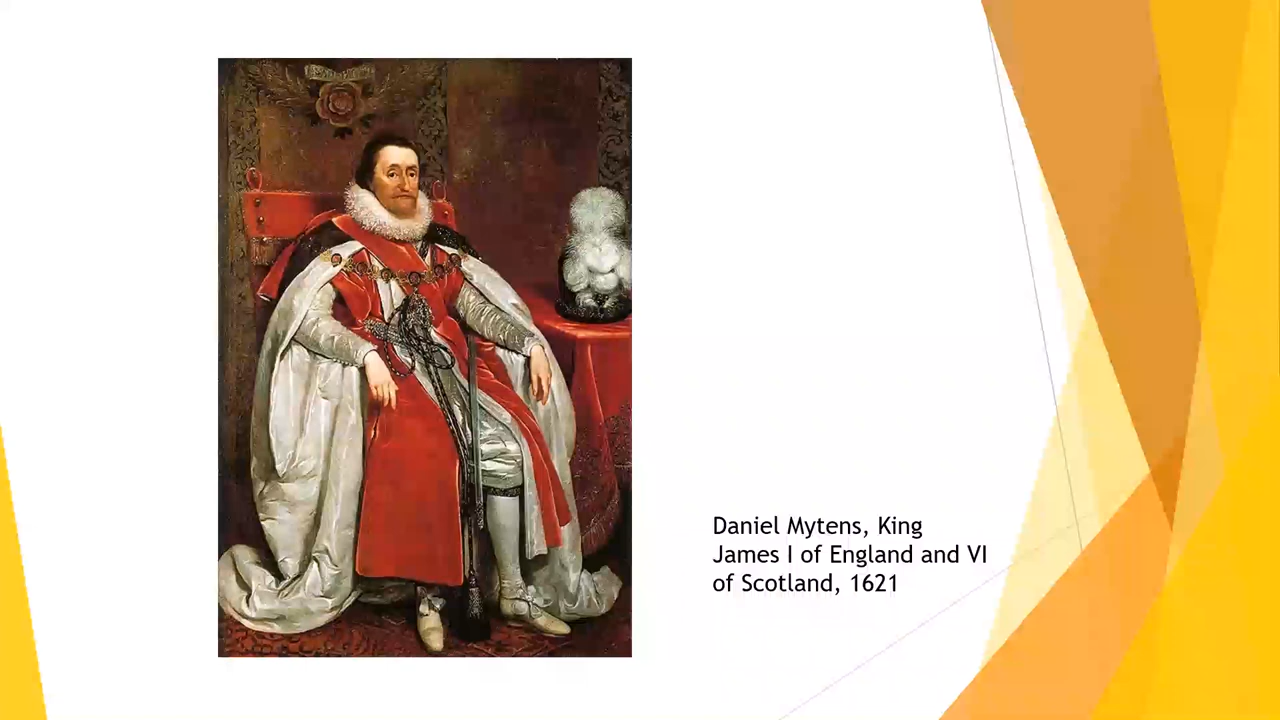 Daniel Mytens, King
James I of England and VI
of Scotland, 1621